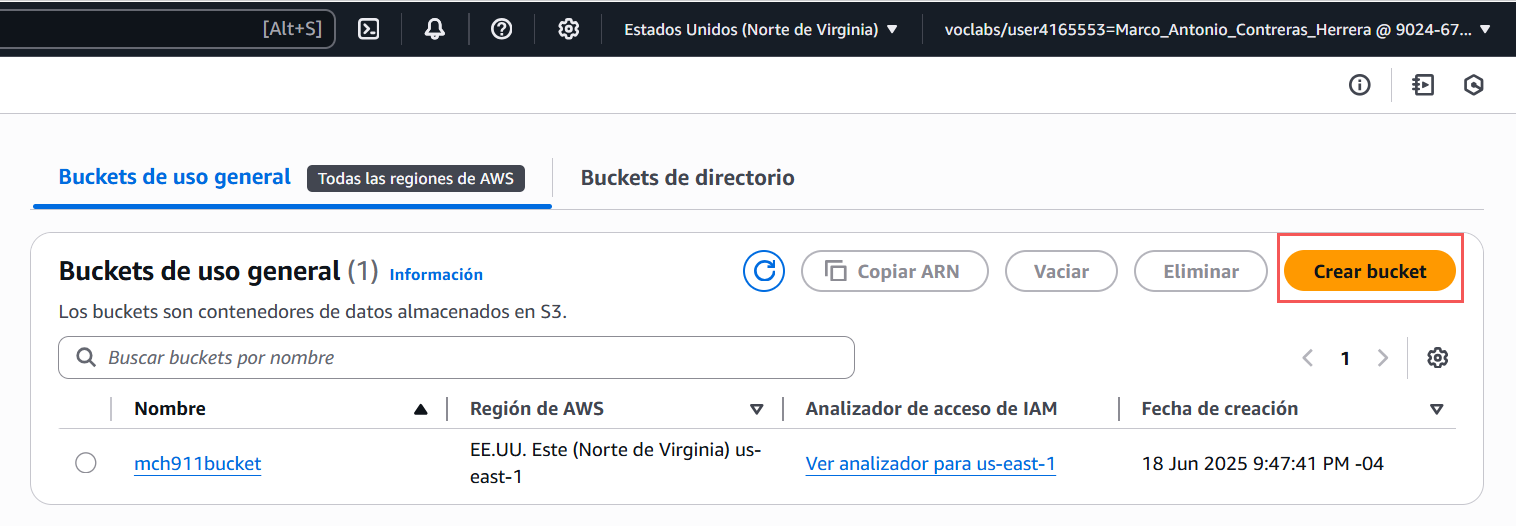 [Alt+S] Estados Unidos (Norte de Virginia) voclabs/user4165553=Marco_Antonio_Contreras_Herrera @ 9024-67...
Buckets de uso general Todas las regiones de AWS Buckets de directorio
Buckets de uso general (1) Información Copiar ARN Vaciar Eliminar Crear bucket
Los buckets son contenedores de datos almacenados en S3.
Buscar buckets por nombre 1
Nombre Región de AWS Analizador de acceso de IAM Fecha de creación
mch911bucket EE.UU. Este (Norte de Virginia) us-
east-1 Ver analizador para us-east-1 18 Jun 2025 9:47:41 PM -04